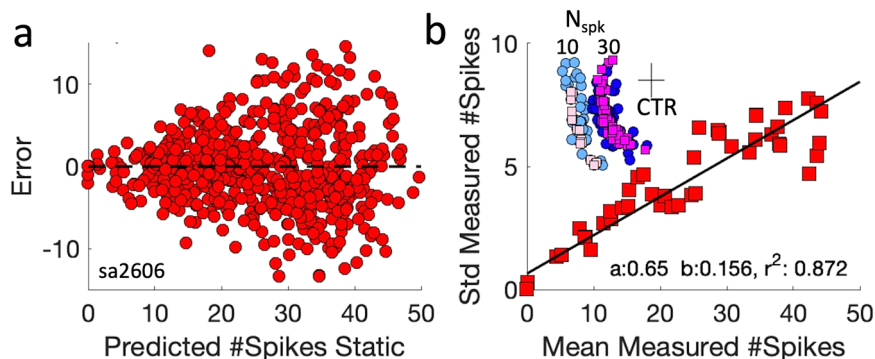 a
Error
10
0
-10
sa2606
0 10 20 30 40 50
Predicted #Spikes Static
b
Std Measured #Spikes
10
5
0
Nspk
10 30
CTR
a:0.65 b:0.156, r²: 0.872
0 10 20 30 40 50
Mean Measured #Spikes